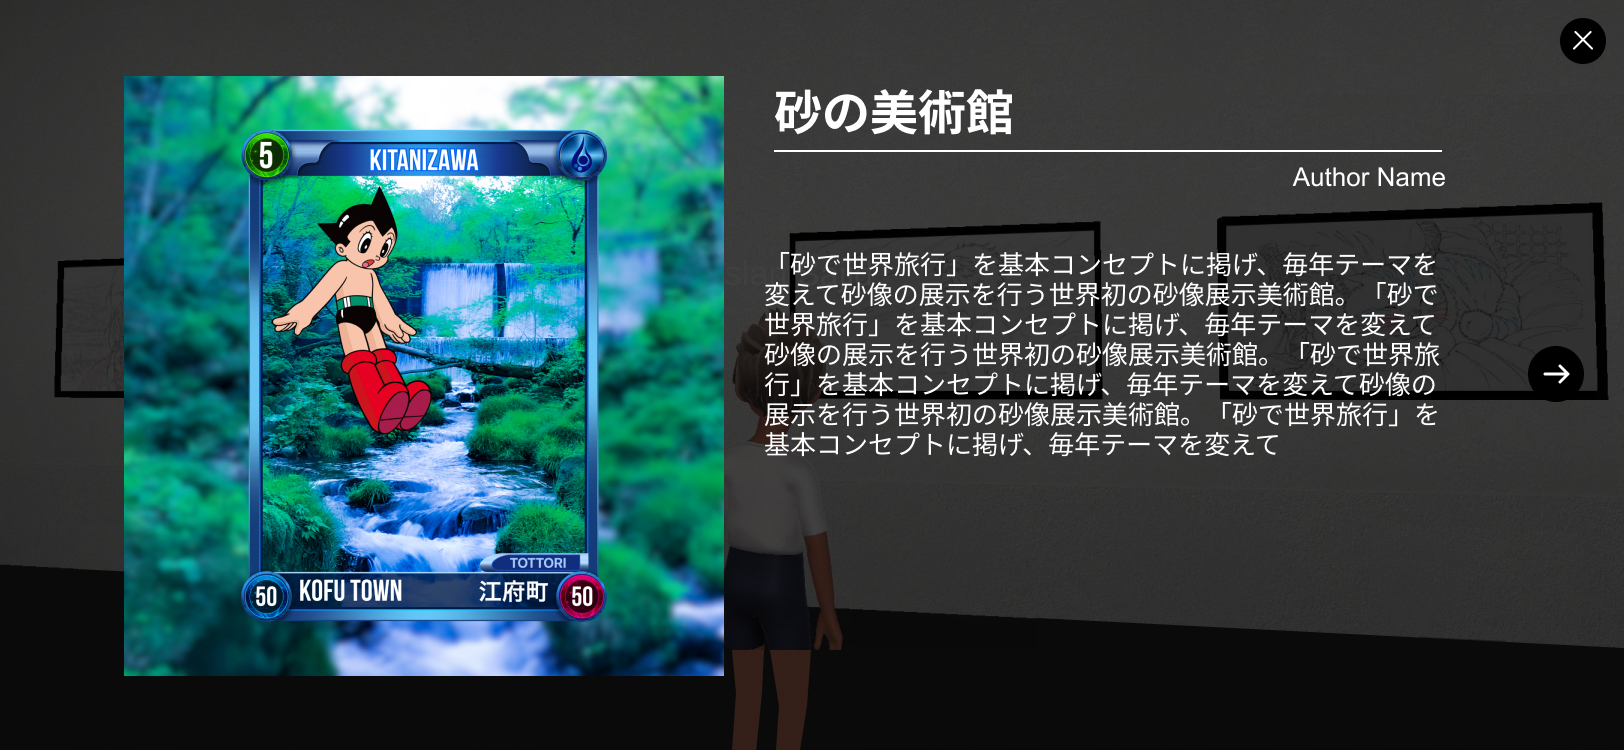 5
KITANIZAWA
TOTTORI
50
KOFU TOWN
江府町
50
砂の美術館
Author Name
「砂で世界旅行」を基本コンセプトに掲げ、毎年テーマを
変えて砂像の展示を行う世界初の砂像展示美術館。「砂で
世界旅行」を基本コンセプトに掲げ、毎年テーマを変えて
砂像の展示を行う世界初の砂像展示美術館。「砂で世界旅
行」を基本コンセプトに掲げ、毎年テーマを変えて砂像の
展示を行う世界初の砂像展示美術館。「砂で世界旅行」を
基本コンセプトに掲げ、毎年テーマを変えて